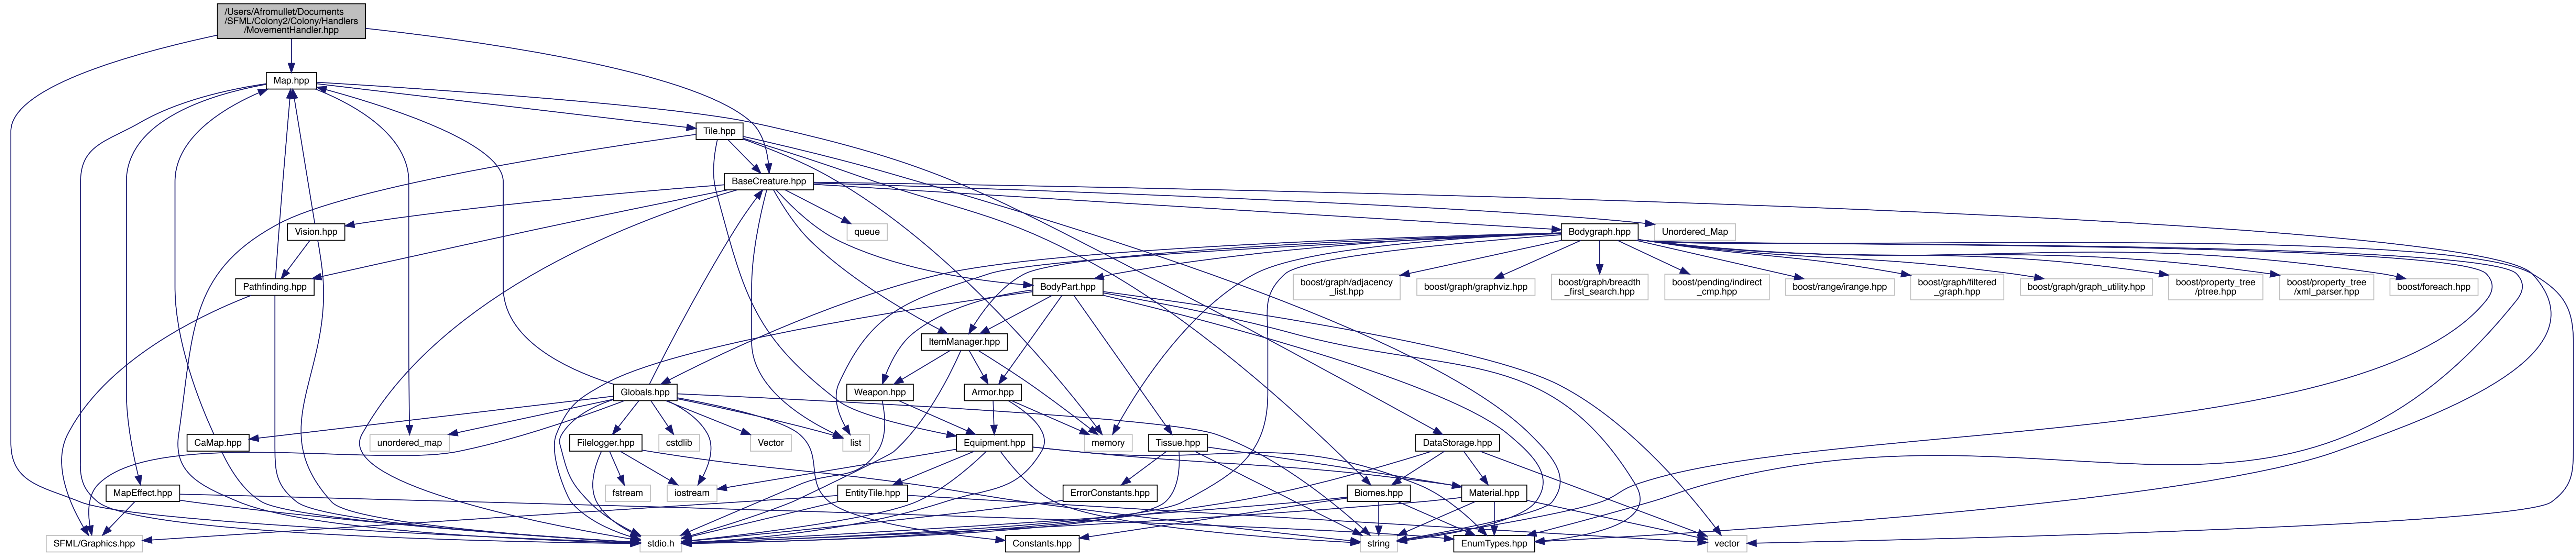 /Users/Afromullet/Documents
/SFML/Colony2/Colony/Handlers
/MovementHandler.hpp
Map.hpp
Tile.hpp
BaseCreature.hpp
Vision.hpp
queue
Bodygraph.hpp
Unordered_Map
Pathfinding.hpp
BodyPart.hpp
boost/graph/adjacency
_list.hpp
boost/graph/graphviz.hpp
boost/graph/breadth
_first_search.hpp
boost/pending/indirect
_cmp.hpp
boost/range/irange.hpp
boost/graph/filtered
_graph.hpp
boost/graph/graph_utility.hpp
boost/property_tree
/ptree.hpp
boost/property_tree
/xml_parser.hpp
boost/foreach.hpp
ItemManager.hpp
Globals.hpp
Weapon.hpp
Armor.hpp
CaMap.hpp
unordered_map
Filelogger.hpp
cstdlib
Vector
list
Equipment.hpp
memory
Tissue.hpp
DataStorage.hpp
MapEffect.hpp
fstream
iostream
EntityTile.hpp
ErrorConstants.hpp
Biomes.hpp
Material.hpp
SFML/Graphics.hpp
stdio.h
Constants.hpp
string
EnumTypes.hpp
vector